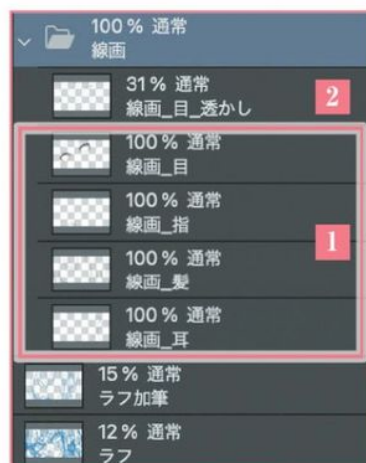 100% 通常
線画
31% 通常
線画_目_透かし
2
100% 通常
線画_目
100% 通常
線画_指
1
100% 通常
線画_髪
100% 通常
線画_耳
15% 通常
ラフ加筆
12% 通常
ラフ